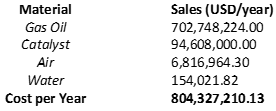 Material Sales (USD/year)
Gas Oil 702,748,224.00
Catalyst 94,608,000.00
Air 6,816,964.30
Water 154,021.82
Cost per Year 804,327,210.13